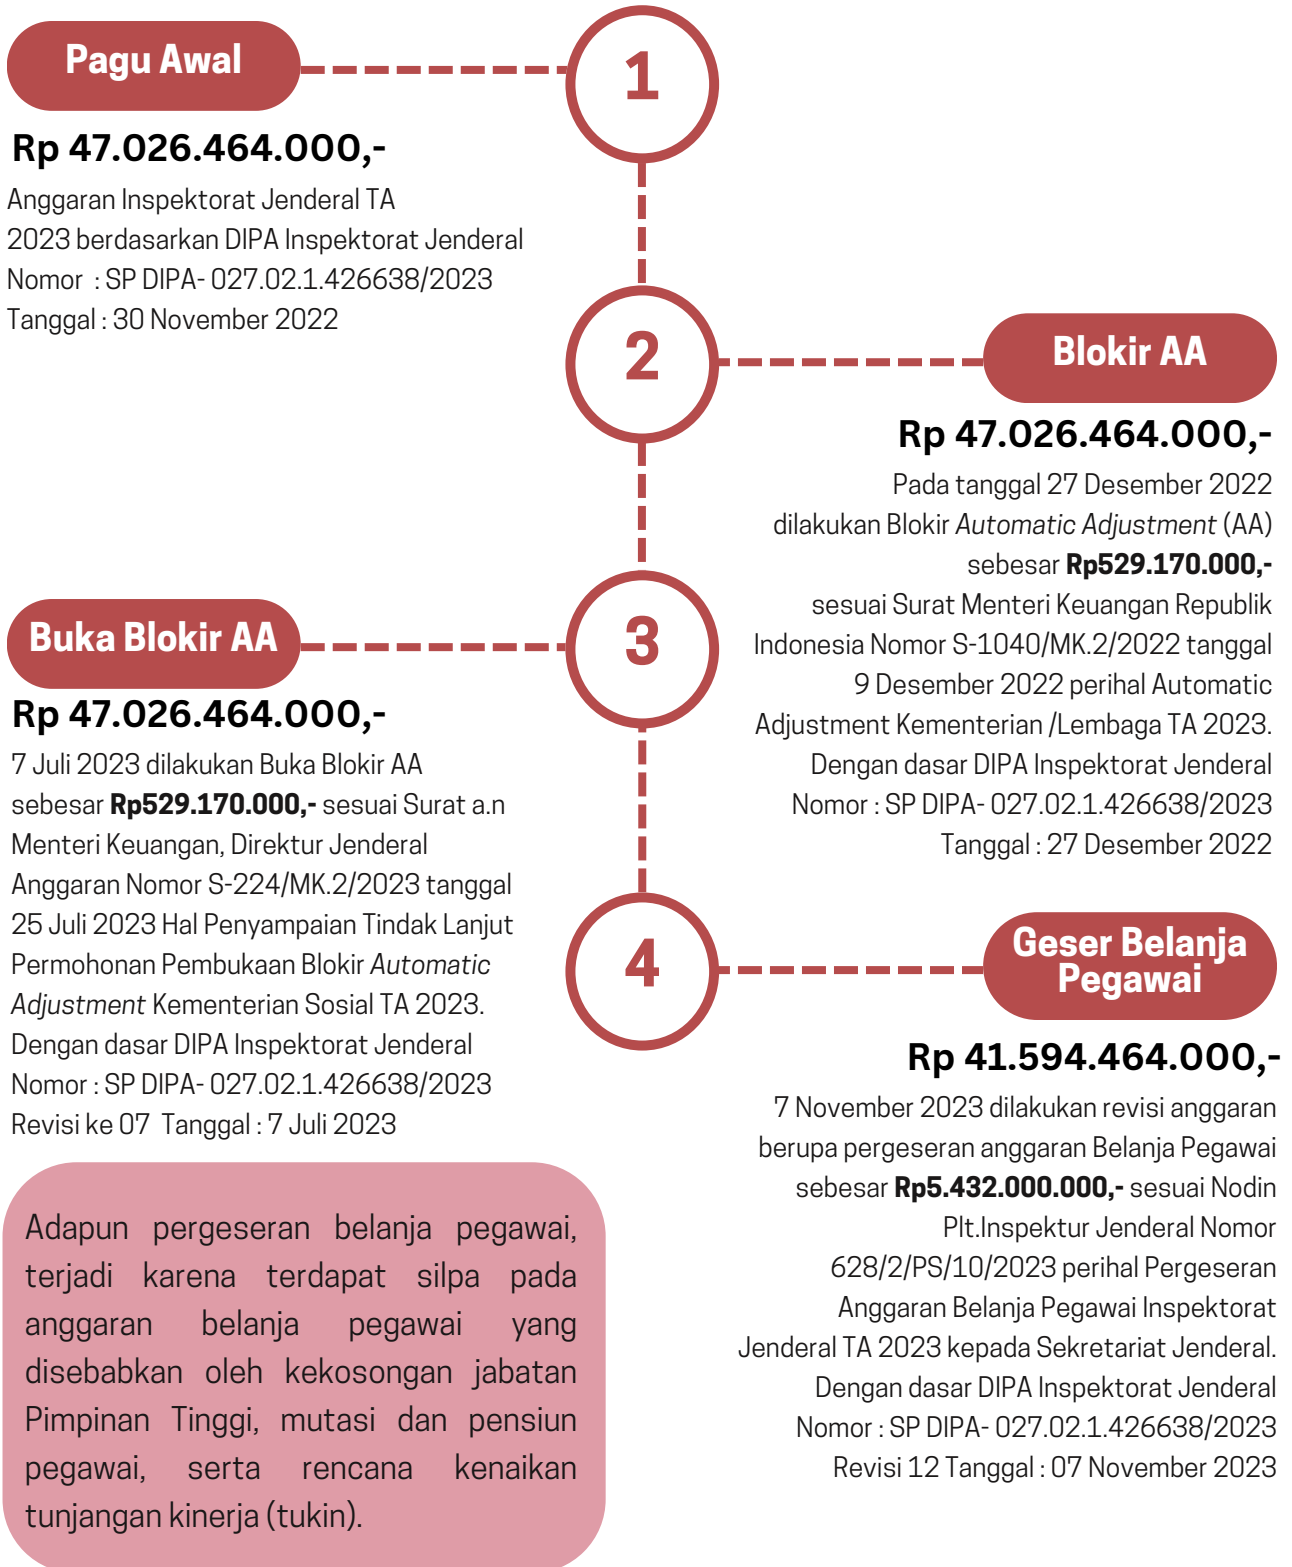 Pagu Awal
1
Rp 47.026.464.000,-
Anggaran Inspektorat Jenderal TA
2023 berdasarkan DIPA Inspektorat Jenderal
Nomor : SP DIPA- 027.02.1.426638/2023
Tanggal : 30 November 2022
2
Blokir AA
Rp 47.026.464.000,-
Pada tanggal 27 Desember 2022
dilakukan Blokir Automatic Adjustment (AA)
sebesar Rp529.170.000,-
sesuai Surat Menteri Keuangan Republik
Indonesia Nomor S-1040/MK.2/2022 tanggal
9 Desember 2022 perihal Automatic
Adjustment Kementerian /Lembaga TA 2023.
Dengan dasar DIPA Inspektorat Jenderal
Nomor : SP DIPA- 027.02.1.426638/2023
Tanggal : 27 Desember 2022
3
Buka Blokir AA
Rp 47.026.464.000,-
7 Juli 2023 dilakukan Buka Blokir AA
sebesar Rp529.170.000,- sesuai Surat a.n
Menteri Keuangan, Direktur Jenderal
Anggaran Nomor S-224/MK.2/2023 tanggal
25 Juli 2023 Hal Penyampaian Tindak Lanjut
Permohonan Pembukaan Blokir Automatic
Adjustment Kementerian Sosial TA 2023.
Dengan dasar DIPA Inspektorat Jenderal
Nomor : SP DIPA- 027.02.1.426638/2023
Revisi ke 07 Tanggal : 7 Juli 2023
4
Geser Belanja
Pegawai
Rp 41.594.464.000,-
7 November 2023 dilakukan revisi anggaran
berupa pergeseran anggaran Belanja Pegawai
sebesar Rp5.432.000.000,- sesuai Nodin
Plt.Inspektur Jenderal Nomor
628/2/PS/10/2023 perihal Pergeseran
Anggaran Belanja Pegawai Inspektorat
Jenderal TA 2023 kepada Sekretariat Jenderal.
Dengan dasar DIPA Inspektorat Jenderal
Nomor : SP DIPA- 027.02.1.426638/2023
Revisi 12 Tanggal : 07 November 2023
Adapun pergeseran belanja pegawai,
terjadi karena terdapat silpa pada
anggaran belanja pegawai yang
disebabkan oleh kekosongan jabatan
Pimpinan Tinggi, mutasi dan pensiun
pegawai, serta rencana kenaikan
tunjangan kinerja (tukin).